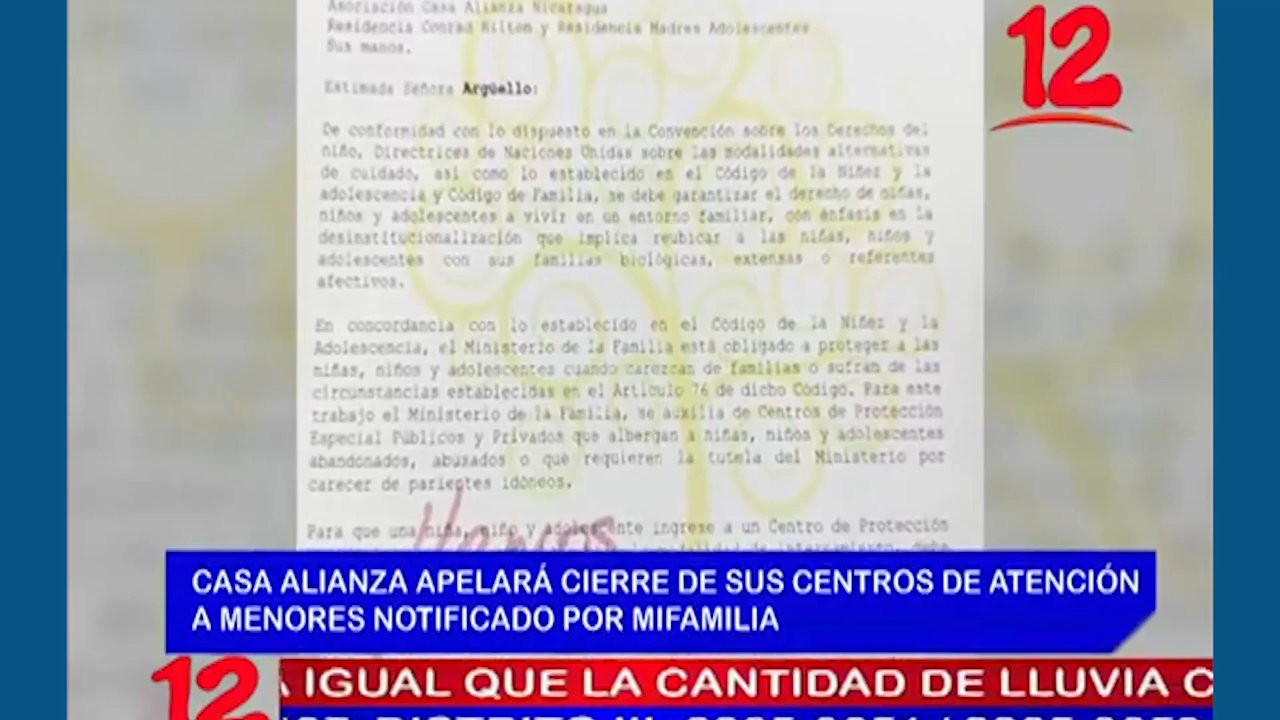 Asociación Casa Alianza Nicaragua
Residencia Conrad Hilton y Residencia Madres Adolescentes
Sus manos.
Estimada Señora Argüello:
De conformidad con lo dispuesto en la Convención sobre los Derechos del
niño, Directrices de Naciones Unidas sobre las modalidades alternativas
de cuidado, así como lo establecido en el Código de la Niñez y la
adolescencia y Código de Familia, se debe garantizar el derecho de niñas,
niños y adolescentes a vivir en un entorno familiar, con énfasis en la
desinstitucionalización que implica reubicar a las niñas, niños y
adolescentes con sus familias biológicas, extensas o referentes
afectivos.
En concordancia con lo establecido en el Código de la Niñez y la
Adolescencia, el Ministerio de la Familia está obligado a proteger a las
niñas, niños y adolescentes cuando carezcan de familias o sufran de las
circunstancias establecidas en el Artículo 76 de dicho Código. Para este
trabajo el Ministerio de la Familia, se auxilia de Centros de Protección
Especial Públicos y Privados que albergan a niñas, niños y adolescentes
abandonados, abusados o que requieren la tutela del Ministerio por
carecer de parientes idóneos.
Para que una niña, niño y adolescente ingrese a un Centro de Protección
12
CASA ALIANZA APELARÁ CIERRE DE SUS CENTROS DE ATENCIÓN
A MENORES NOTIFICADO POR MIFAMILIA
12 A IGUAL QUE LA CANTIDAD DE LLUVIA C